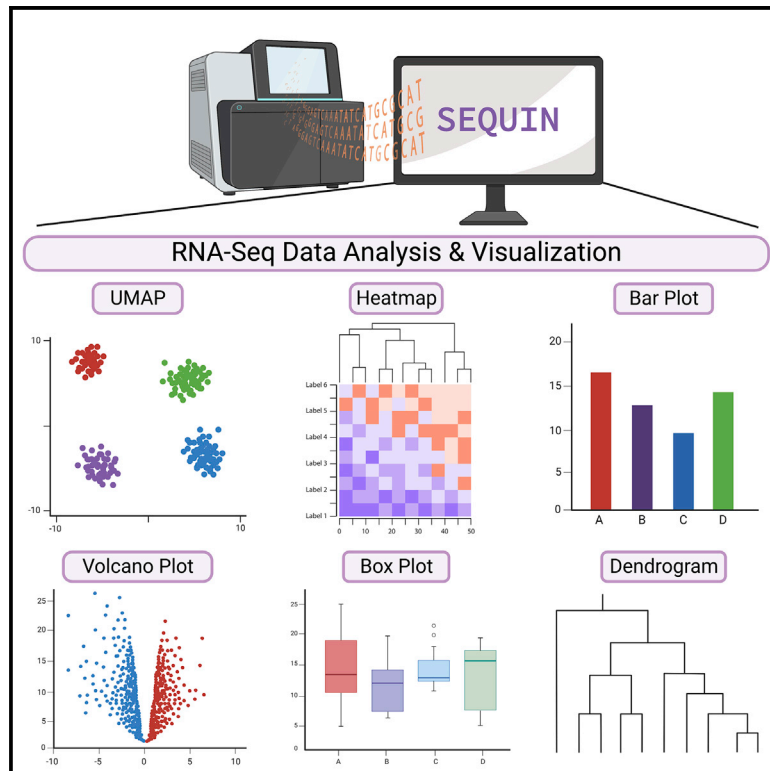 GAGTCAAATATCATGCGCAT
GAGTCAAATATCATGCG
GGAGTCAAATATCATGCGCAT
SEQUIN
RNA-Seq Data Analysis & Visualization
UMAP
Heatmap
Bar Plot
10
-10
-10
10
Label 6
Label 5
Label 4
Label 3
Label 2
Label 1
0
10
20
30
40
50
20
15
10
5
0
A
B
C
D
Volcano Plot
Box Plot
Dendrogram
25
20
15
10
5
0
-10
-5
0
5
10
25
20
15
10
5
0
A
B
C
D